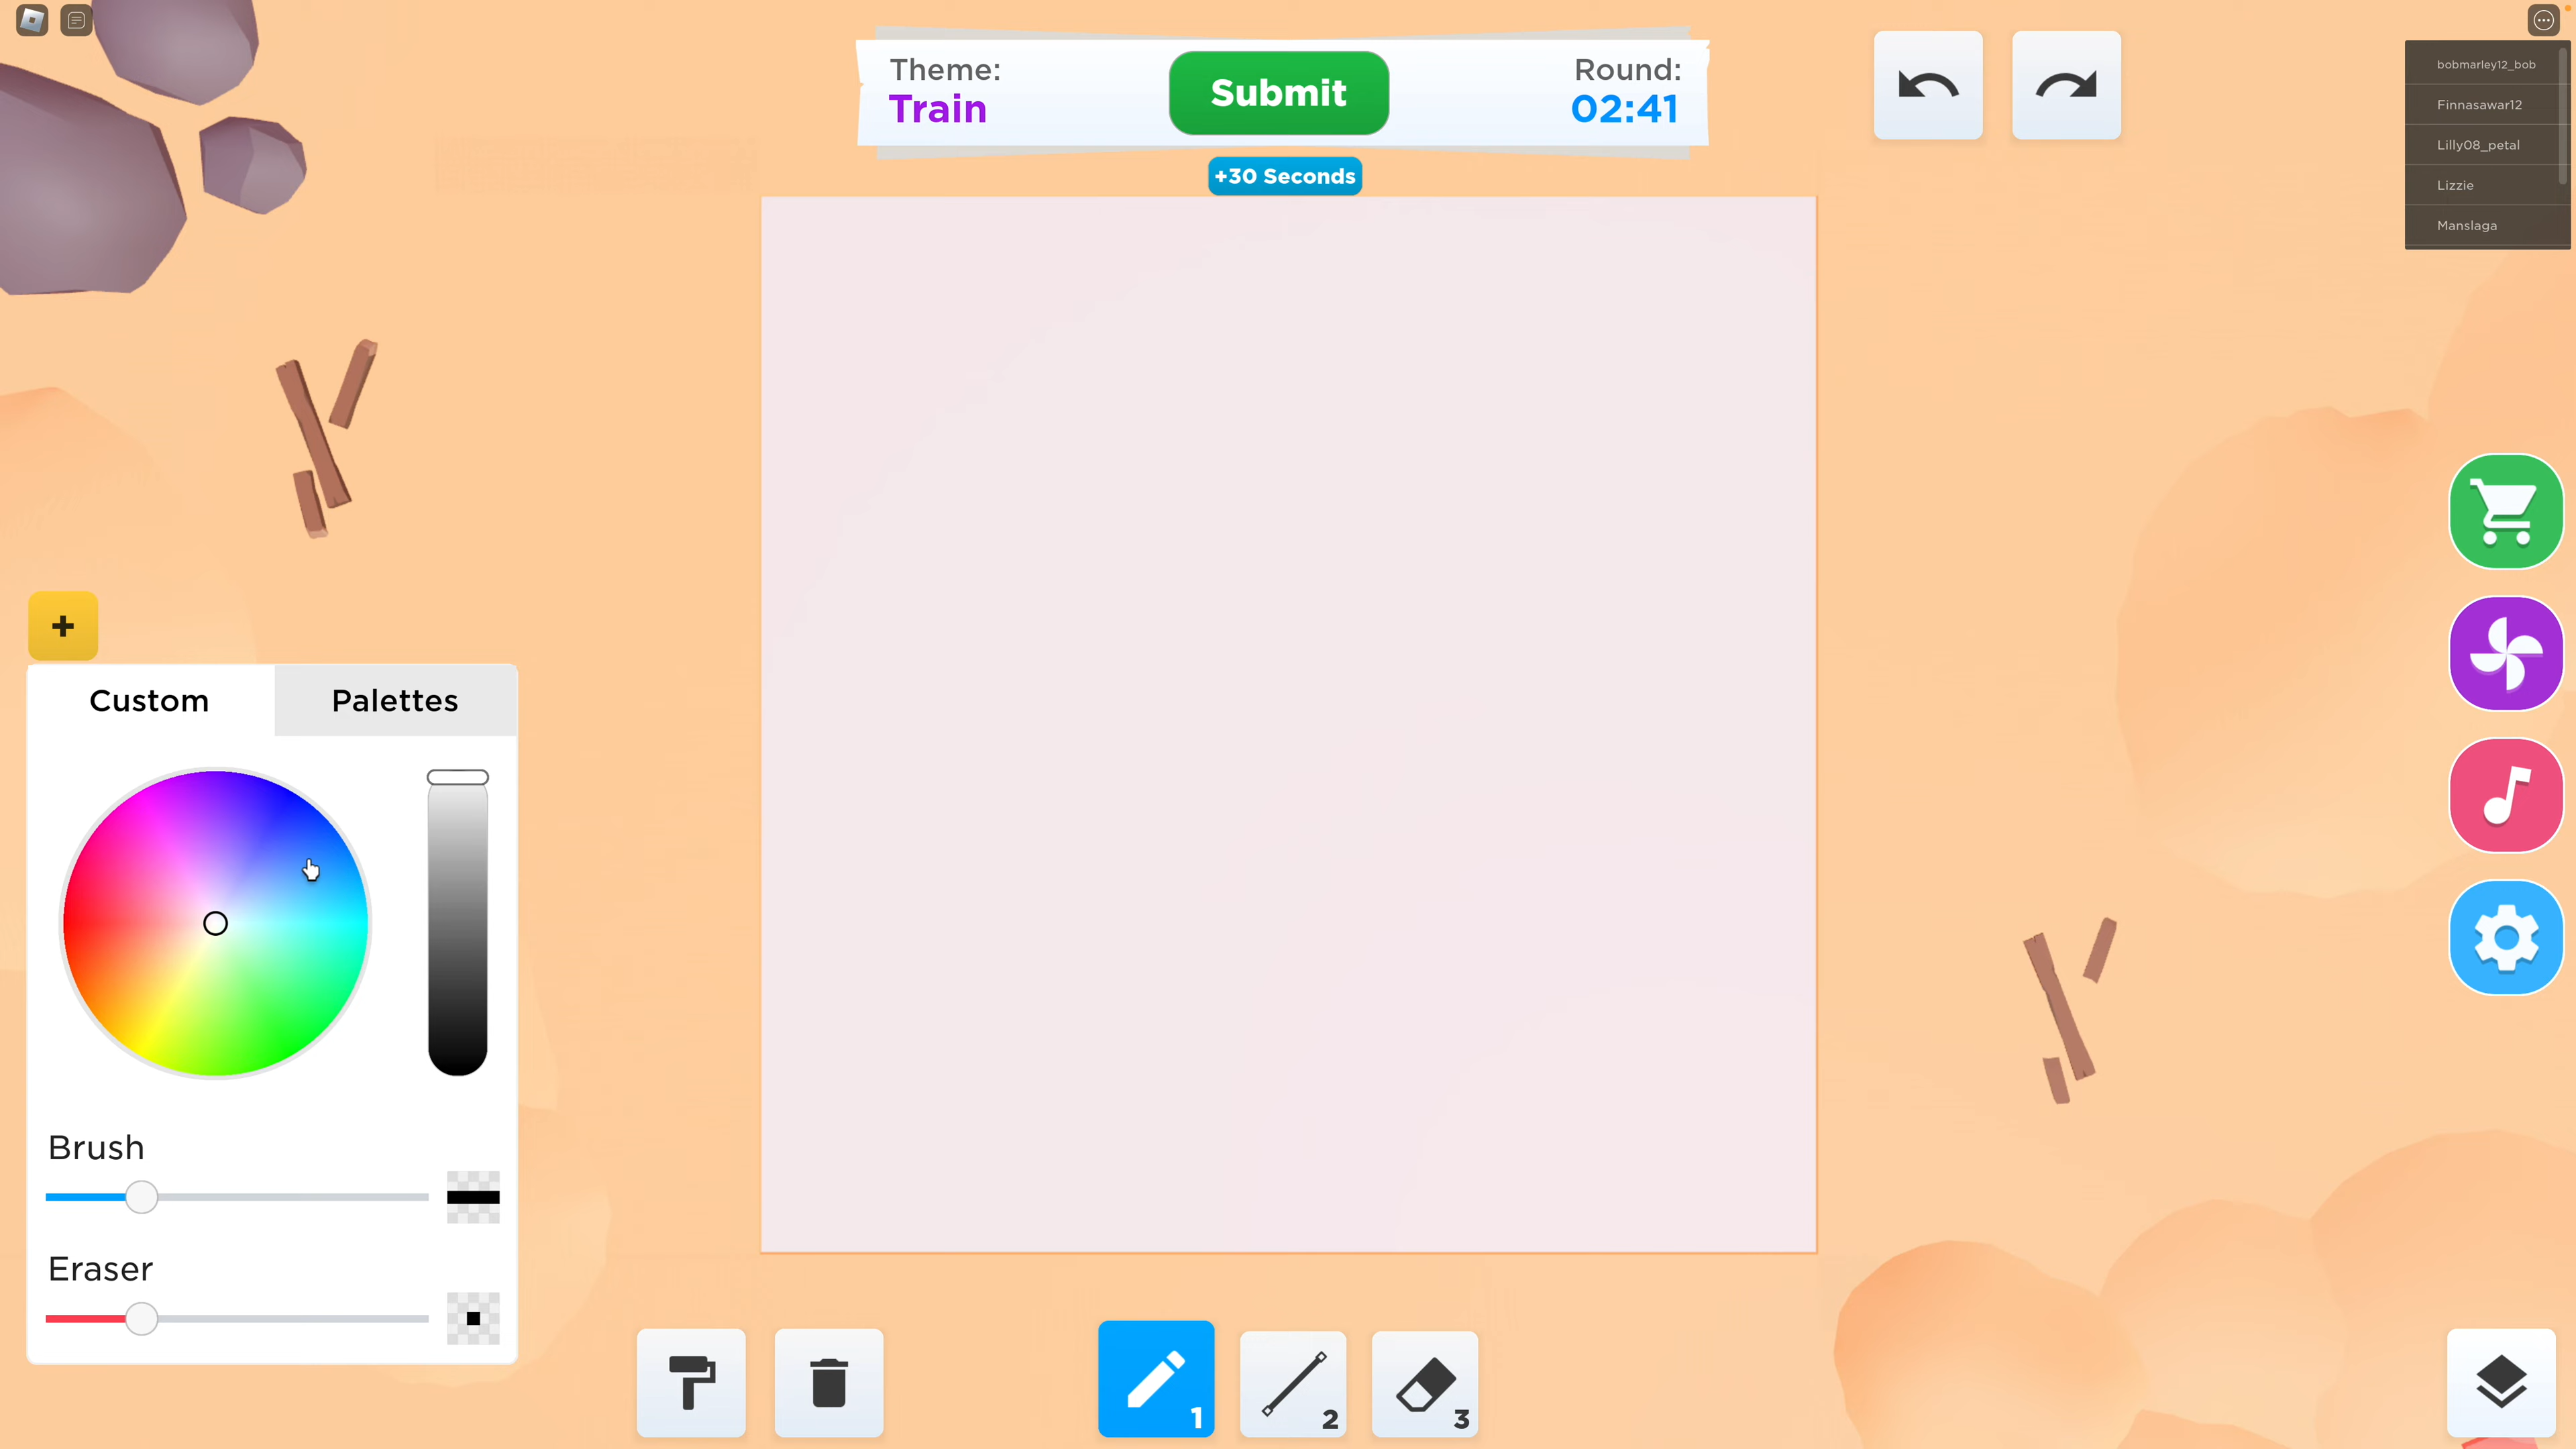 Theme:
Train
Submit
Round:
02:41
+30 Seconds
bobmarley12_bob
Finnasawar12
Lilly08_petal
Lizzie
Manslaga
+
Custom
Palettes
Brush
Eraser
1
2
3